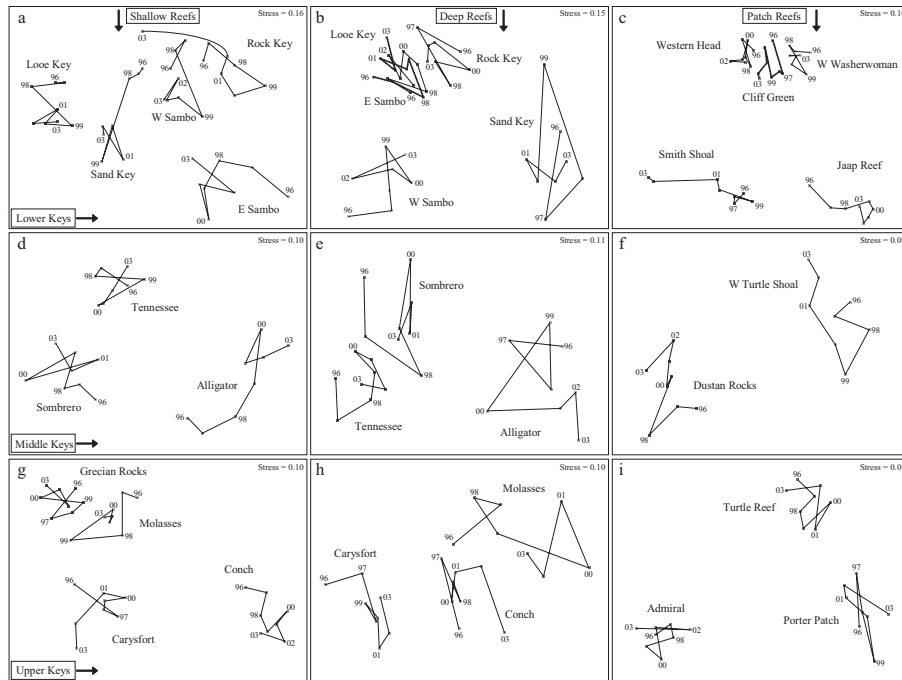 a
Shallow Reefs
Stress = 0.16
03
Rock Key
98
96
98
Looe Key
96
96
96
98
02
01
99
01
03
W Sambo
99
03
99
03
99
01
Sand Key
03
98
96
E Sambo
00
Lower Keys
b
Deep Reefs
Stress = 0.15
97
Looe Key
03
00
02
03
Rock Key
01
00
99
96
98
98
E Sambo
Sand Key
96
99
03
01
03
02
00
96
W Sambo
97
c
Patch Reefs
Stress =
Western Head
00
98
98
96
02
03
W Washerwoman
03
99
97
99
Cliff Green
Smith Shoal
01
Jaap Reef
03
96
96
98
03
00
97
99
d
Stress = 0.10
03
98
99
96
00
Tennessee
00
03
03
01
00
Alligator
98
98
96
96
Sombrero
Middle Keys
e
Stress = 0.11
00
96
Sombrero
99
00
03
01
97
96
96
03
98
02
98
00
Tennessee
Alligator
03
f
Stress =
03
W Turtle Shoal
01
96
98
02
03
99
00
Dustan Rocks
96
98
g
Stress = 0.10
Grecian Rocks
03
96
96
00
99
00
03
97
Molasses
99
98
Conch
96
96
01
00
98
00
97
03
02
03
Carysfort
Upper Keys
h
Stress = 0.10
Molasses
98
01
Carysfort
97
96
03
97
01
00
96
99
03
00
98
Conch
01
96
03
i
Stress =
96
03
00
Turtle Reef
98
01
97
01
03
Admiral
96
Porter Patch
03
02
96
98
00
99